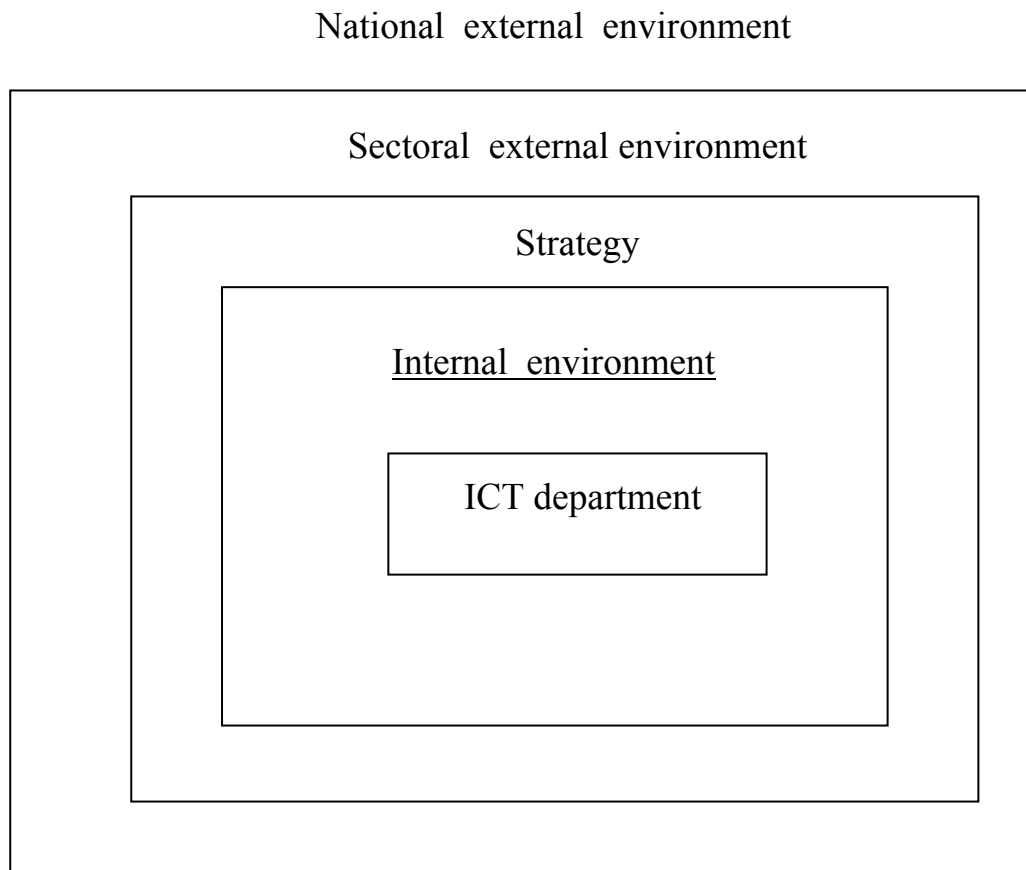 National external environment
Sectoral external environment
Strategy
Internal environment
ICT department